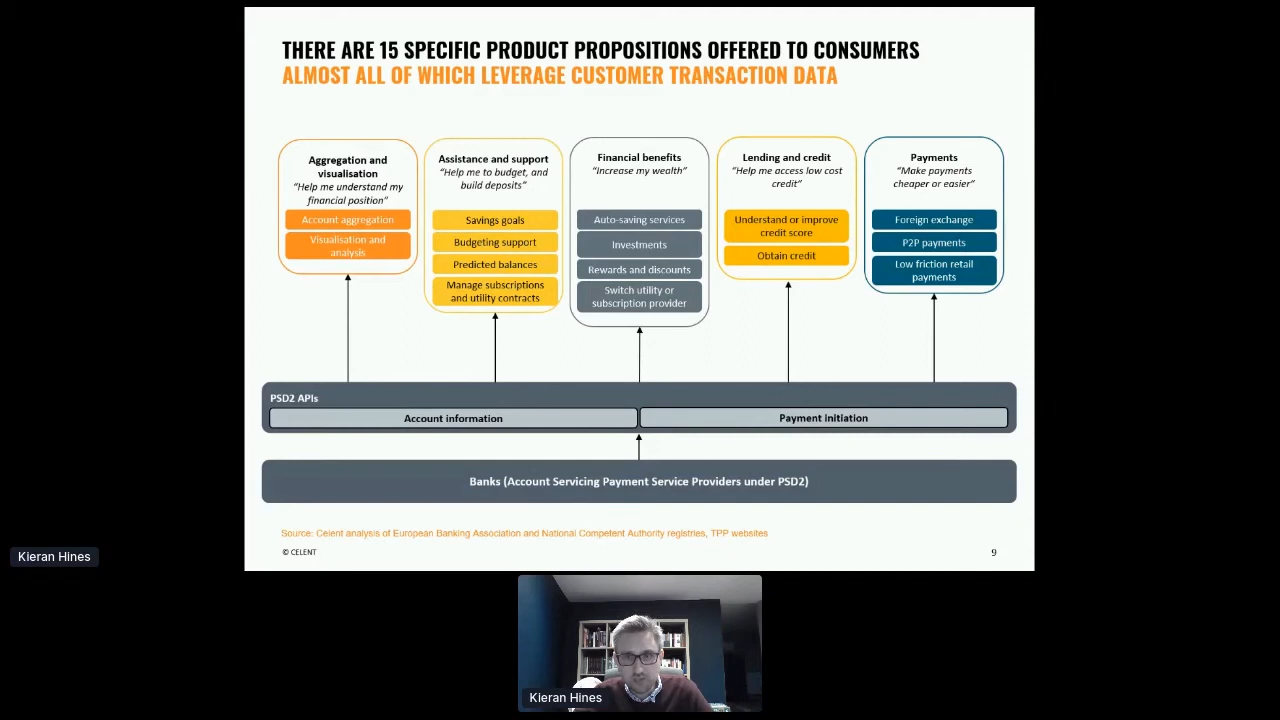 THERE ARE 15 SPECIFIC PRODUCT PROPOSITIONS OFFERED TO CONSUMERS
ALMOST ALL OF WHICH LEVERAGE CUSTOMER TRANSACTION DATA
Aggregation and
visualisation
"Help me understand my
financial position"
Account aggregation
Visualisation and
analysis
Assistance and support
"Help me to budget, and
build deposits"
Savings goals
Budgeting support
Predicted balances
Manage subscriptions
and utility contracts
Financial benefits
"Increase my wealth"
Auto-saving services
Investments
Rewards and discounts
Switch utility or
subscription provider
Lending and credit
"Help me access low cost
credit"
Understand or improve
credit score
Obtain credit
Payments
"Make payments
cheaper or easier"
Foreign exchange
P2P payments
Low friction retail
payments
PSD2 APIs
Account information
Payment initiation
Banks (Account Servicing Payment Service Providers under PSD2)
Source: Celent analysis of European Banking Association and National Competent Authority registries, TPP websites
© CELENT
9
Kieran Hines
Kieran Hines